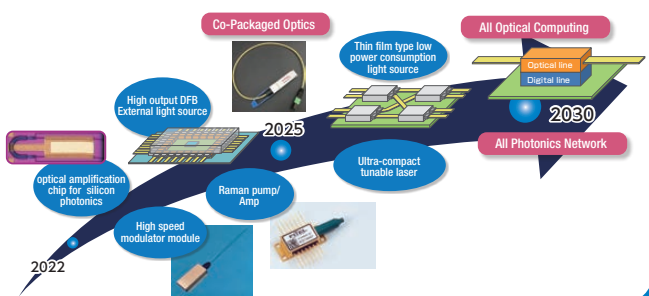 Co-Packaged Optics
All Optical Computing
Thin film type low
power consumption
light source
Optical line
Digital line
High output DFB
External light source
2025
2030
All Photonics Network
optical amplification
chip for silicon
photonics
Ultra-compact
tunable laser
Raman pump/
Amp
High speed
modulator module
2022